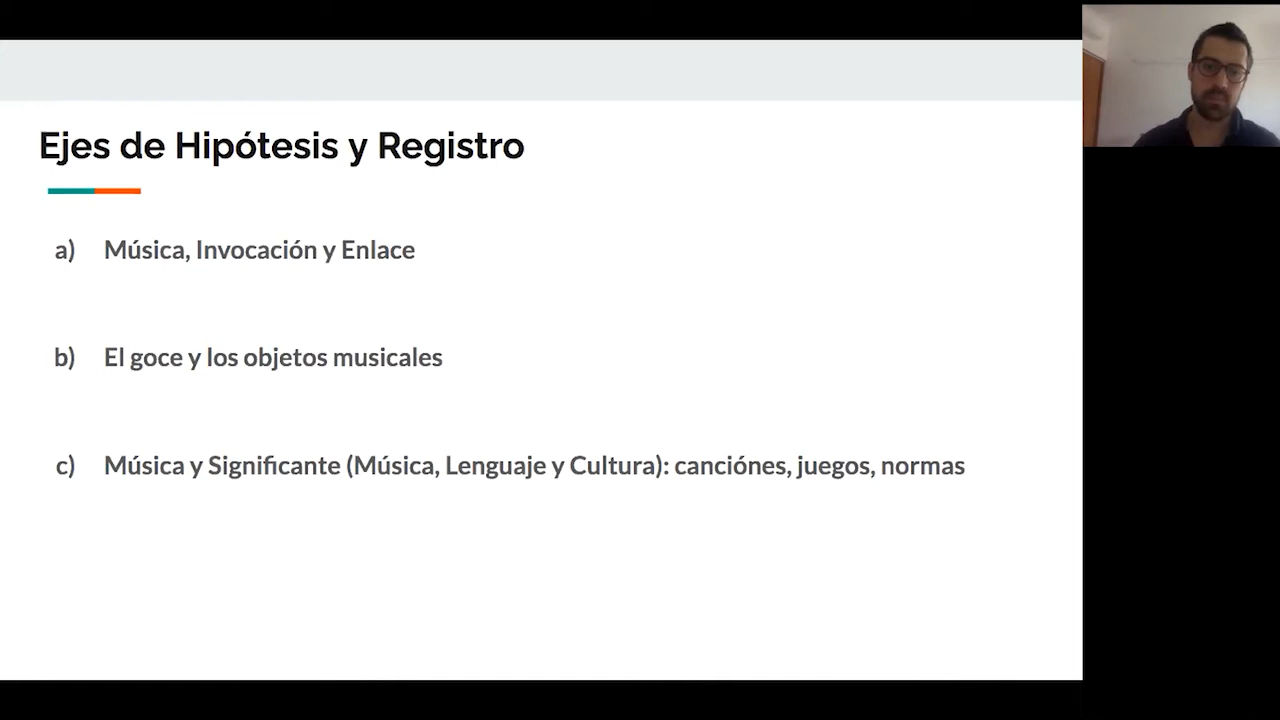 Ejes de Hipótesis y Registro
a) Música, Invocación y Enlace
b) El goce y los objetos musicales
c) Música y Significante (Música, Lenguaje y Cultura): canciónes, juegos, normas